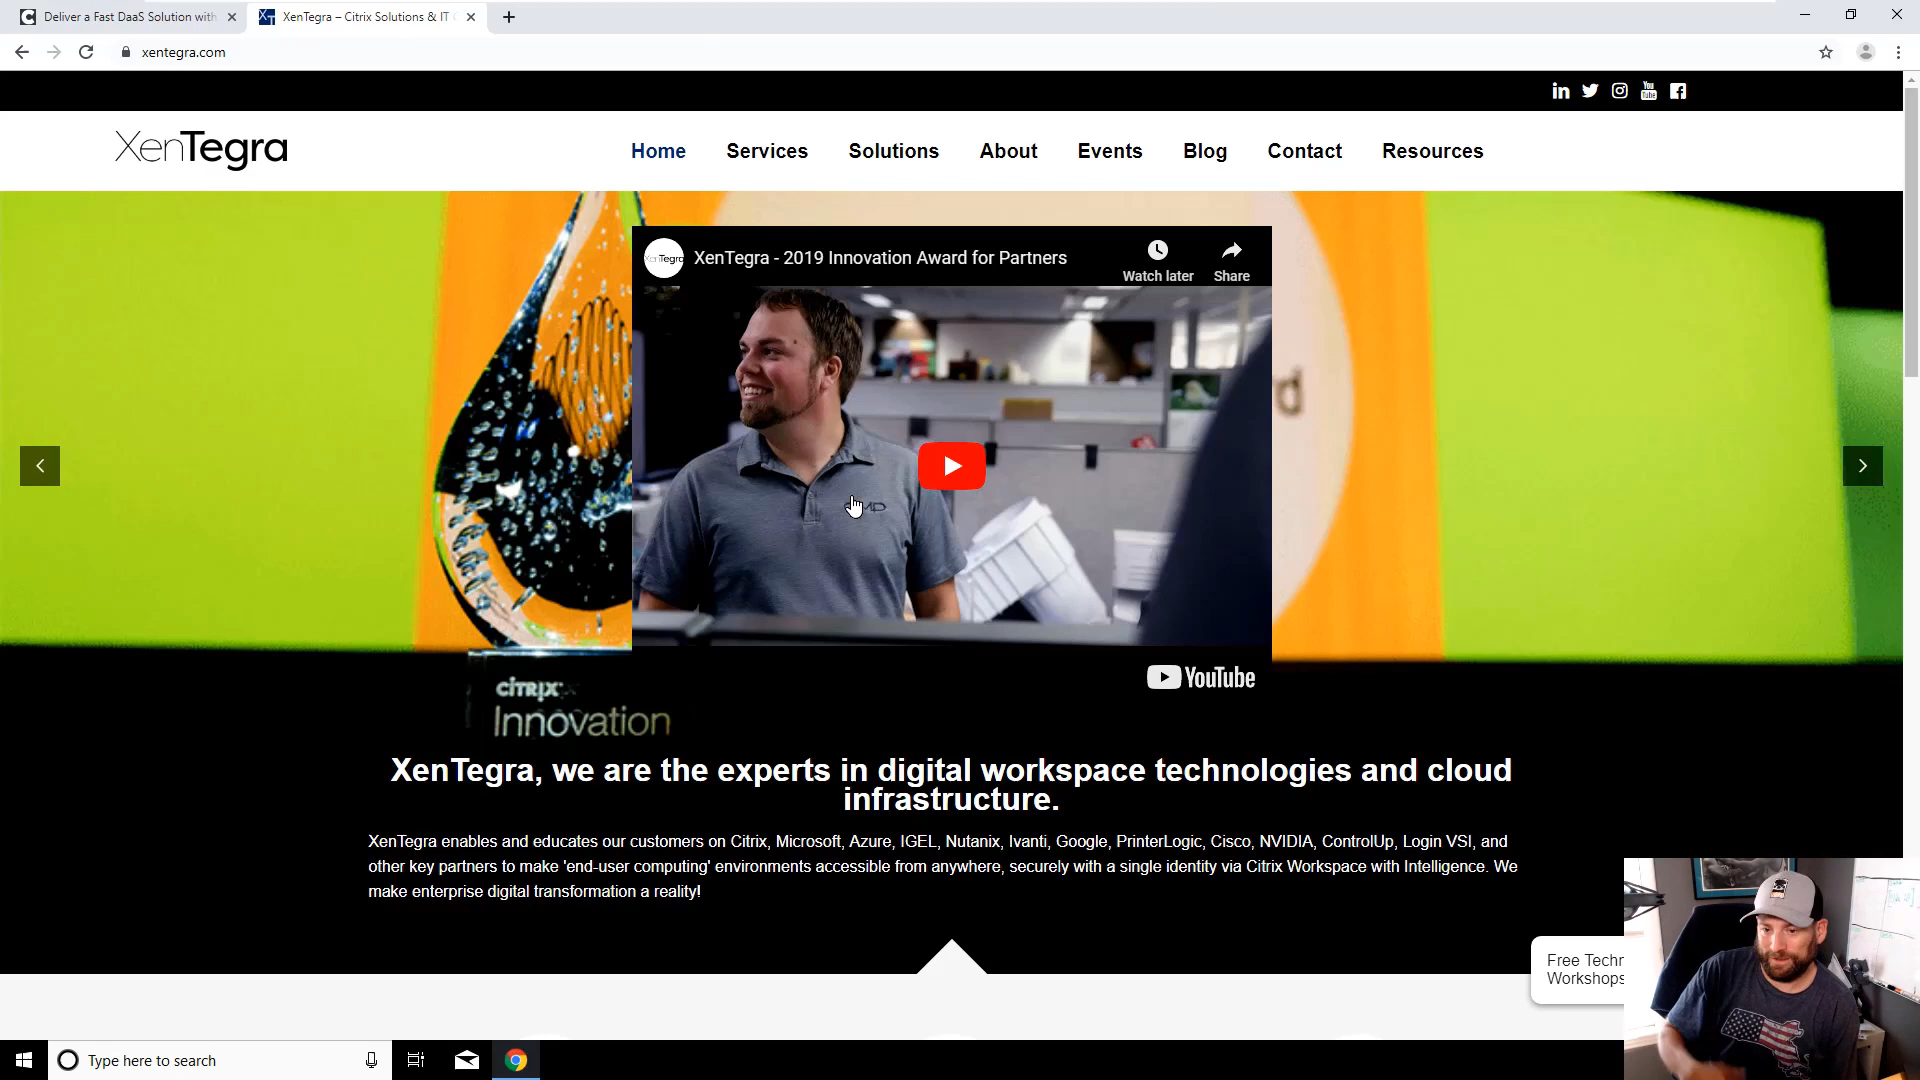 Deliver a Fast DaaS Solution with
XenTegra – Citrix Solutions & IT
xentegra.com
XenTegra
Home
Services
Solutions
About
Events
Blog
Contact
Resources
XenTegra - 2019 Innovation Award for Partners
Watch later
Share
YouTube
CITRIX
Innovation
XenTegra, we are the experts in digital workspace technologies and cloud
infrastructure.
XenTegra enables and educates our customers on Citrix, Microsoft, Azure, IGEL, Nutanix, Ivanti, Google, PrinterLogic, Cisco, NVIDIA, ControlUp, Login VSI, and
other key partners to make 'end-user computing' environments accessible from anywhere, securely with a single identity via Citrix Workspace with Intelligence. We
make enterprise digital transformation a reality!
Free Techn
Workshops
Type here to search